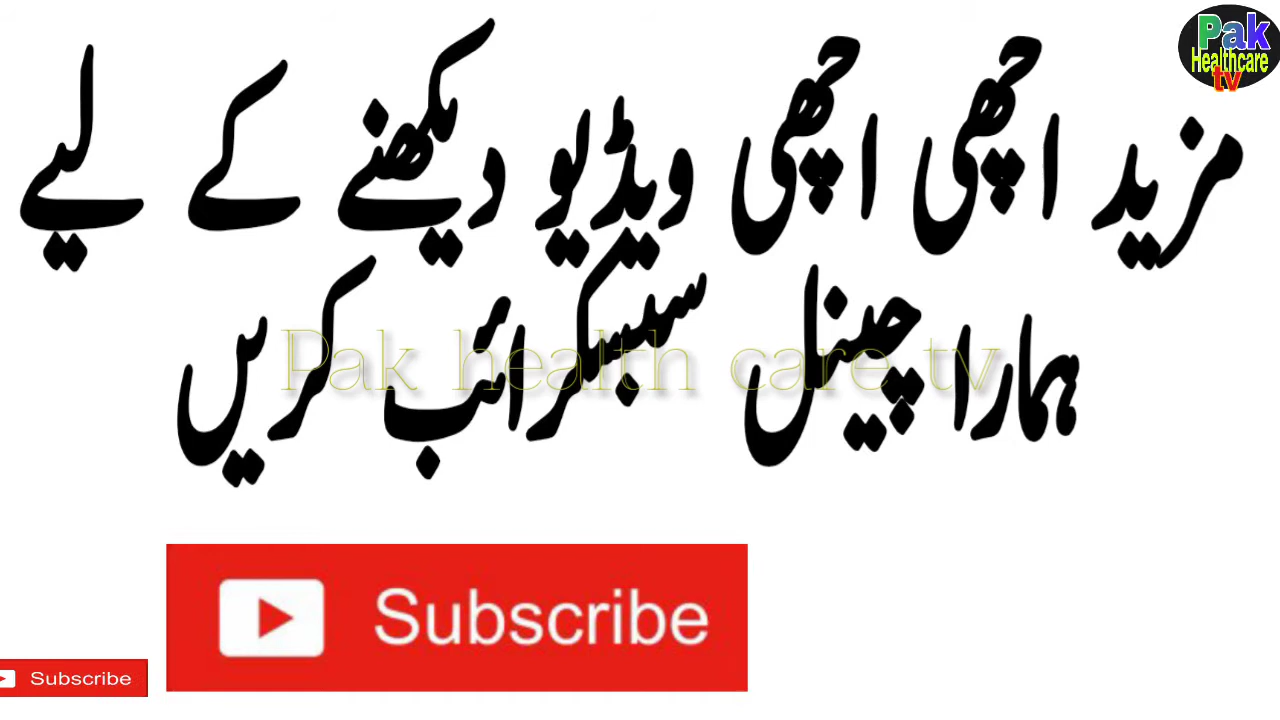 Pak
Healthcare
tv
مزید اچھی اچھی ویڈیو دیکھنے کے لیے
ہمارا چینل سبسکرائب کریں
Pak health care tv
Subscribe
Subscribe